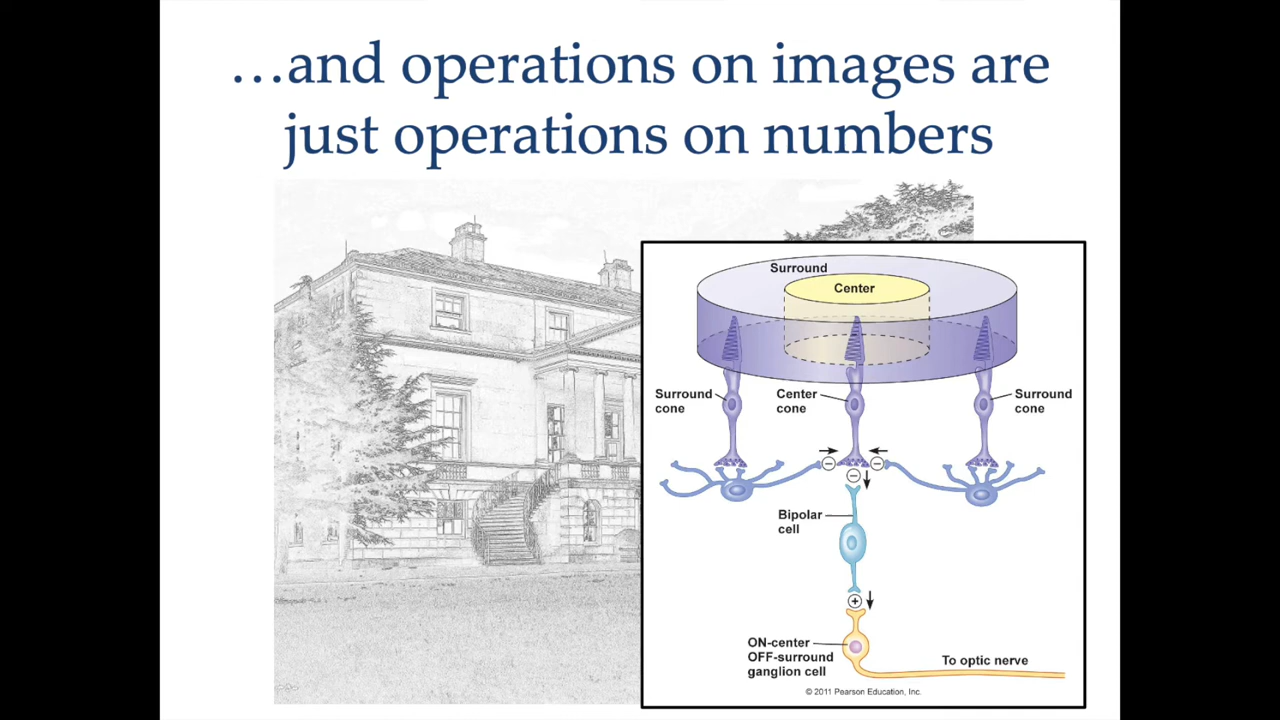 …and operations on images are
just operations on numbers
Surround
Center
Surround
cone
Center
cone
Surround
cone
Bipolar
cell
ON-center
OFF-surround
ganglion cell
To optic nerve
© 2011 Pearson Education, Inc.